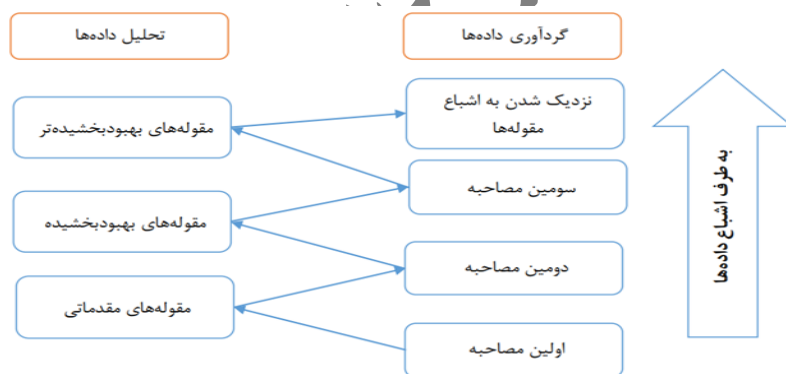 گردآوری داده‌ها
تحلیل داده‌ها
نزدیک شدن به اشباع
مقوله‌ها
مقوله‌های بهبودبخشیده‌تر
سومین مصاحبه
مقوله‌های بهبودبخشیده
دومین مصاحبه
مقوله‌های مقدماتی
اولین مصاحبه
به طرف اشباع داده‌ها